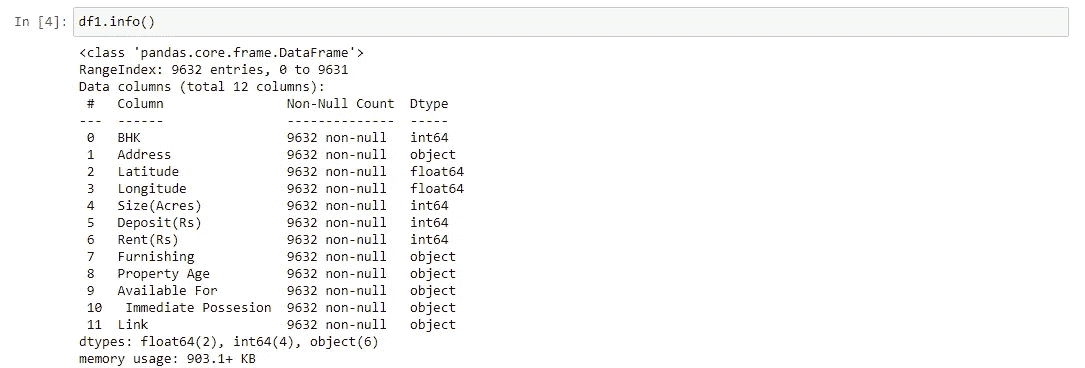 In [4]: df1.info()
<class 'pandas.core.frame.DataFrame'>
RangeIndex: 9632 entries, 0 to 9631
Data columns (total 12 columns):
 #   Column                Non-Null Count  Dtype
---  ------                --------------  -----
 0   BHK                   9632 non-null   int64
 1   Address               9632 non-null   object
 2   Latitude              9632 non-null   float64
 3   Longitude             9632 non-null   float64
 4   Size(Acres)           9632 non-null   int64
 5   Deposit(Rs)           9632 non-null   int64
 6   Rent(Rs)              9632 non-null   int64
 7   Furnishing            9632 non-null   object
 8   Property Age          9632 non-null   object
 9   Available For         9632 non-null   object
 10   Immediate Possesion  9632 non-null   object
 11  Link                  9632 non-null   object
dtypes: float64(2), int64(4), object(6)
memory usage: 903.1+ KB